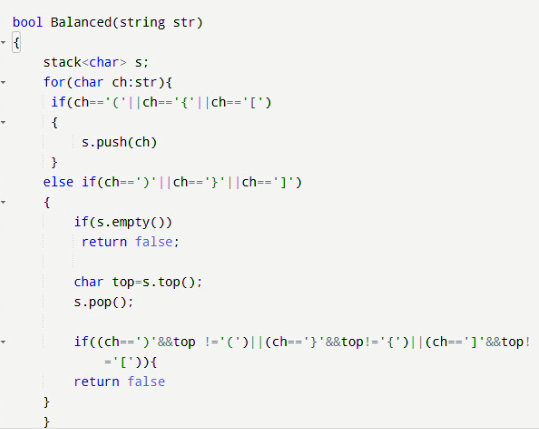 bool Balanced(string str)
{
    stack<char> s;
    for(char ch:str){
     if(ch=='('||ch=='{'||ch=='[')
     {
         s.push(ch)
     }
    else if(ch==')'||ch=='}'||ch==']')
    {
        if(s.empty())
         return false;
        char top=s.top();
        s.pop();
        if((ch==')'&&top !='(')||(ch=='}'&&top!='{')||(ch==']'&&top!
            ='[')){
        return false
    }
    }